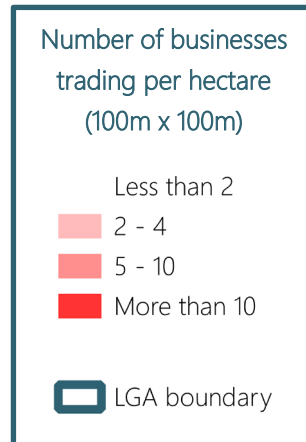 Number of businesses
trading per hectare
(100m x 100m)
Less than 2
2 - 4
5 - 10
More than 10
LGA boundary